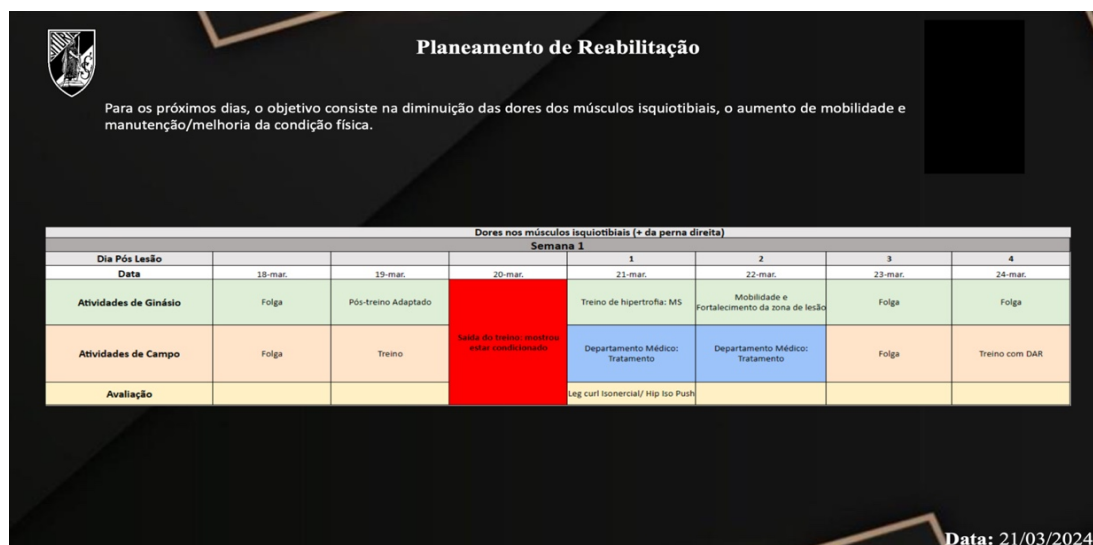 Planeamento de Reabilitação
Para os próximos dias, o objetivo consiste na diminuição das dores dos músculos isquiotibiais, o aumento de mobilidade e
manutenção/melhoria da condição física.
Dores nos músculos isquiotibiais (+ da perna direita)
Semana 1
Dia Pós Lesão 1 2 3 4
Data 18-mar. 19-mar. 20-mar. 21-mar. 22-mar. 23-mar. 24-mar.
Atividades de Ginásio Folga Pós-treino Adaptado Treino de hipertrofia: MS Mobilidade e
Fortalecimento da zona de lesão Folga Folga
Saída do treino: mostrou
estar condicionado
Atividades de Campo Folga Treino Departamento Médico:
Tratamento Departamento Médico:
Tratamento Folga Treino com DAR
Avaliação Leg curl Isonercial/ Hip Iso Push
Data: 21/03/2024